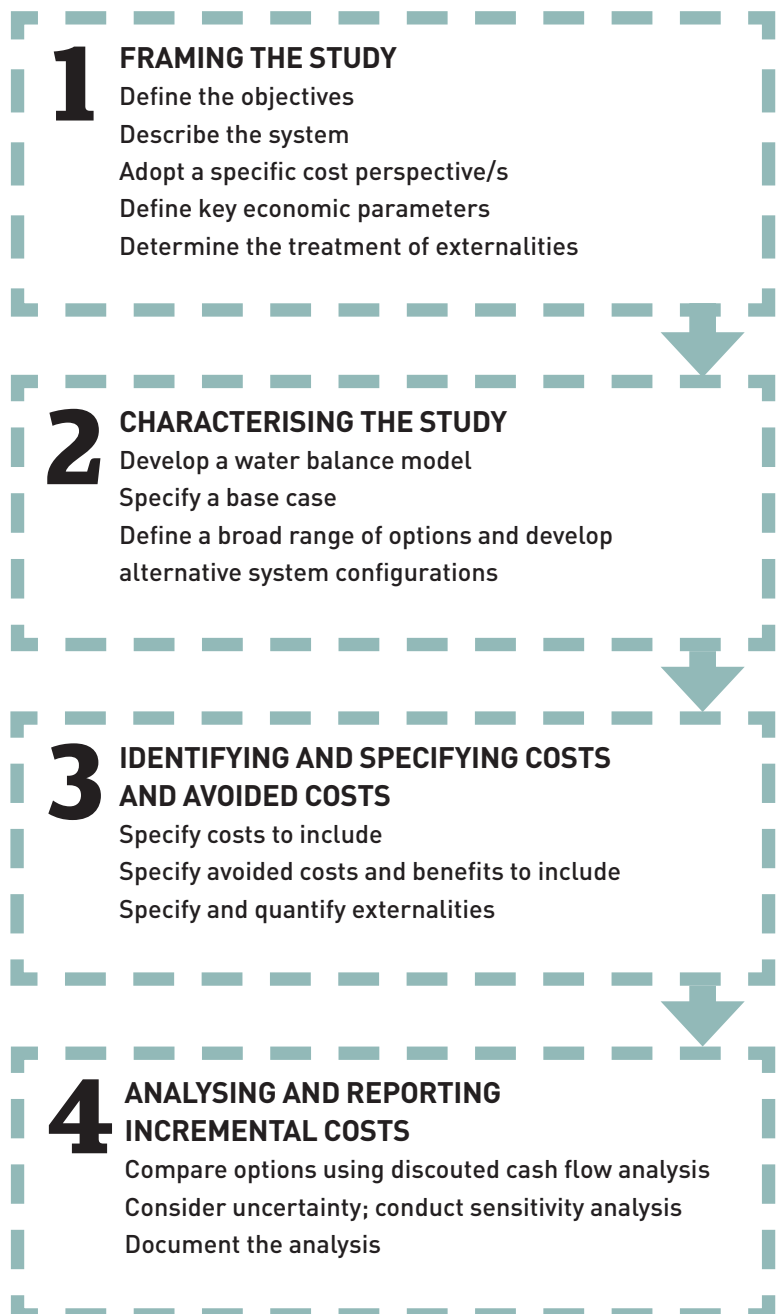 1
FRAMING THE STUDY
Define the objectives
Describe the system
Adopt a specific cost perspective/s
Define key economic parameters
Determine the treatment of externalities
2
CHARACTERISING THE STUDY
Develop a water balance model
Specify a base case
Define a broad range of options and develop
alternative system configurations
3
IDENTIFYING AND SPECIFYING COSTS
AND AVOIDED COSTS
Specify costs to include
Specify avoided costs and benefits to include
Specify and quantify externalities
4
ANALYSING AND REPORTING
INCREMENTAL COSTS
Compare options using discouted cash flow analysis
Consider uncertainty; conduct sensitivity analysis
Document the analysis